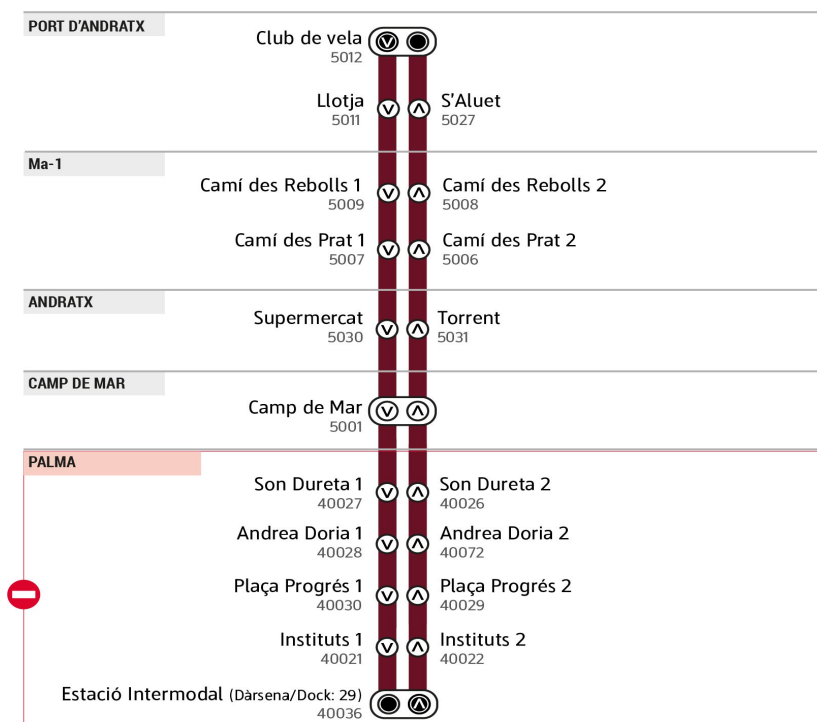 PORT D'ANDRATX
Club de vela
5012
Llotja
5011
S'Aluet
5027
Ma-1
Camí des Rebolls 1
5009
Camí des Rebolls 2
5008
Camí des Prat 1
5007
Camí des Prat 2
5006
ANDRATX
Supermercat
5030
Torrent
5031
CAMP DE MAR
Camp de Mar
5001
PALMA
Son Dureta 1
40027
Son Dureta 2
40026
Andrea Doria 1
40028
Andrea Doria 2
40072
Plaça Progrés 1
40030
Plaça Progrés 2
40029
Instituts 1
40021
Instituts 2
40022
Estació Intermodal (Dàrsena/Dock: 29)
40036